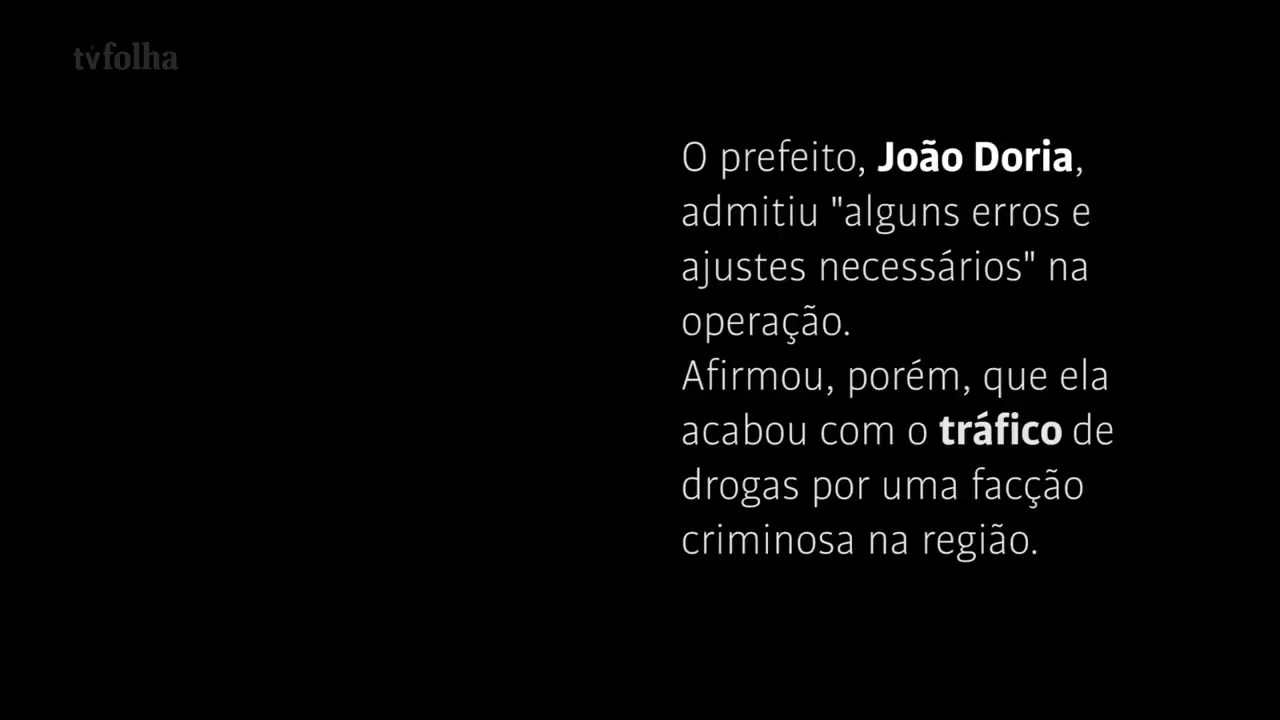 tvfolha
O prefeito, João Doria,
admitiu "alguns erros e
ajustes necessários" na
operação.
Afirmou, porém, que ela
acabou com o tráfico de
drogas por uma facção
criminosa na região.